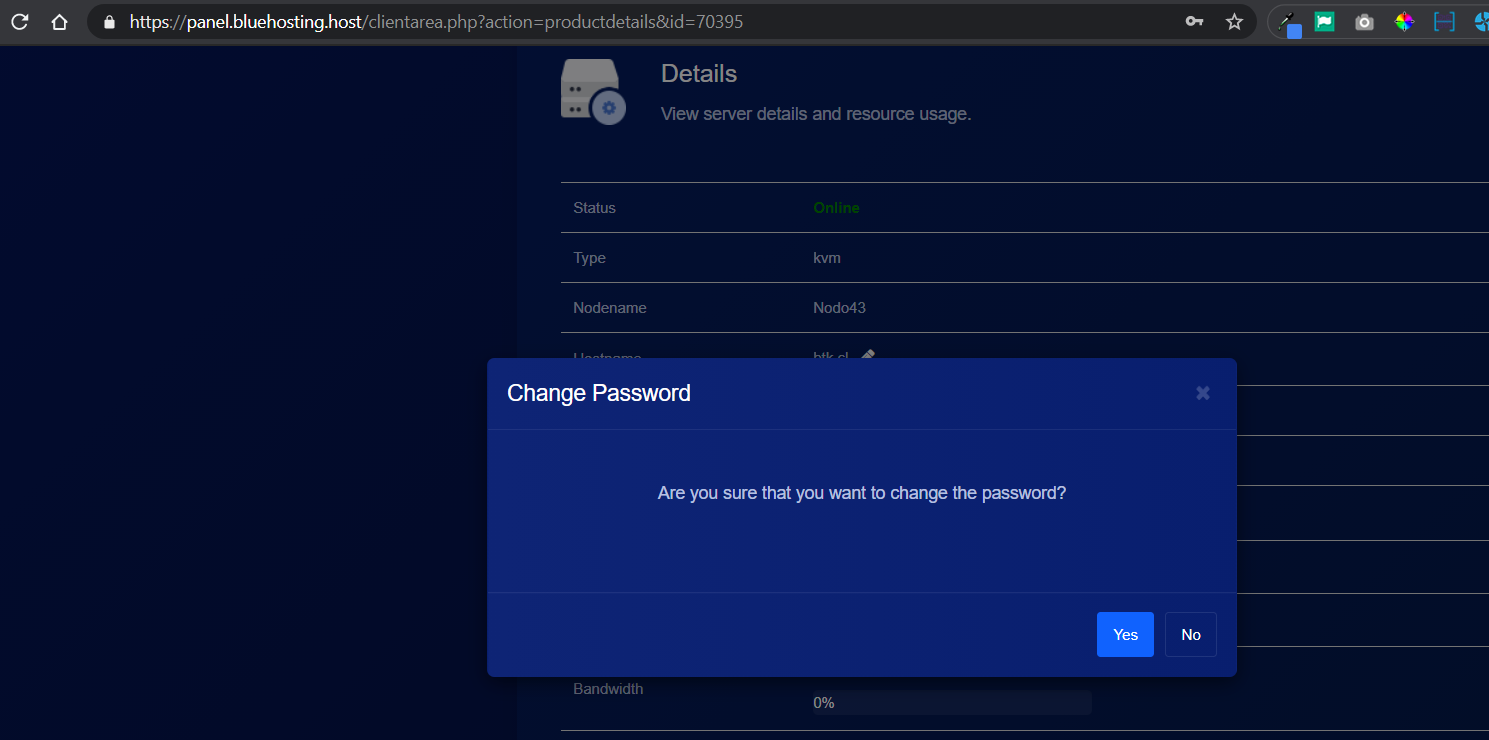 https://panel.bluehosting.host/clientarea.php?action=productdetails&id=70395
Details
View server details and resource usage.
Status Online
Type kvm
Nodename Nodo43
Hostname htk.cl
Change Password
Are you sure that you want to change the password?
Yes No
Bandwidth
0%